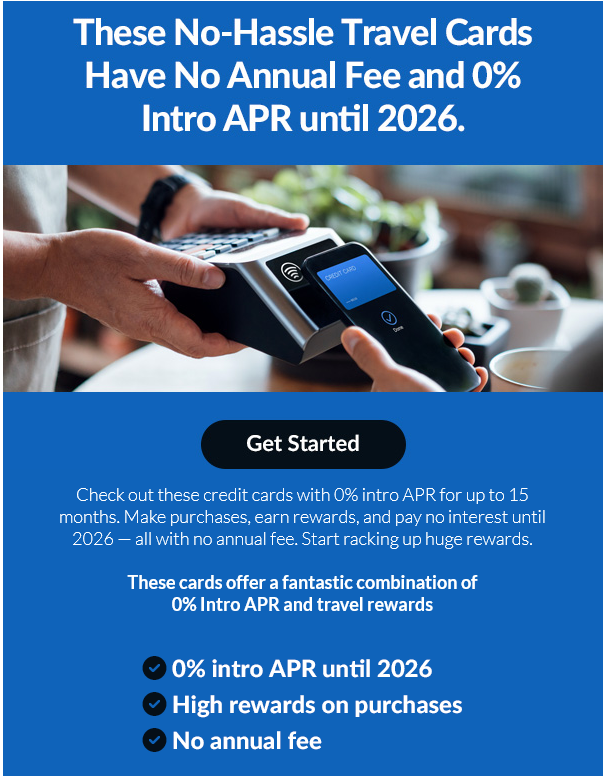 These No-Hassle Travel Cards
Have No Annual Fee and 0%
Intro APR until 2026.
CREDIT CARD
Done
Get Started
Check out these credit cards with 0% intro APR for up to 15
months. Make purchases, earn rewards, and pay no interest until
2026 — all with no annual fee. Start racking up huge rewards.
These cards offer a fantastic combination of
0% Intro APR and travel rewards
0% intro APR until 2026
High rewards on purchases
No annual fee